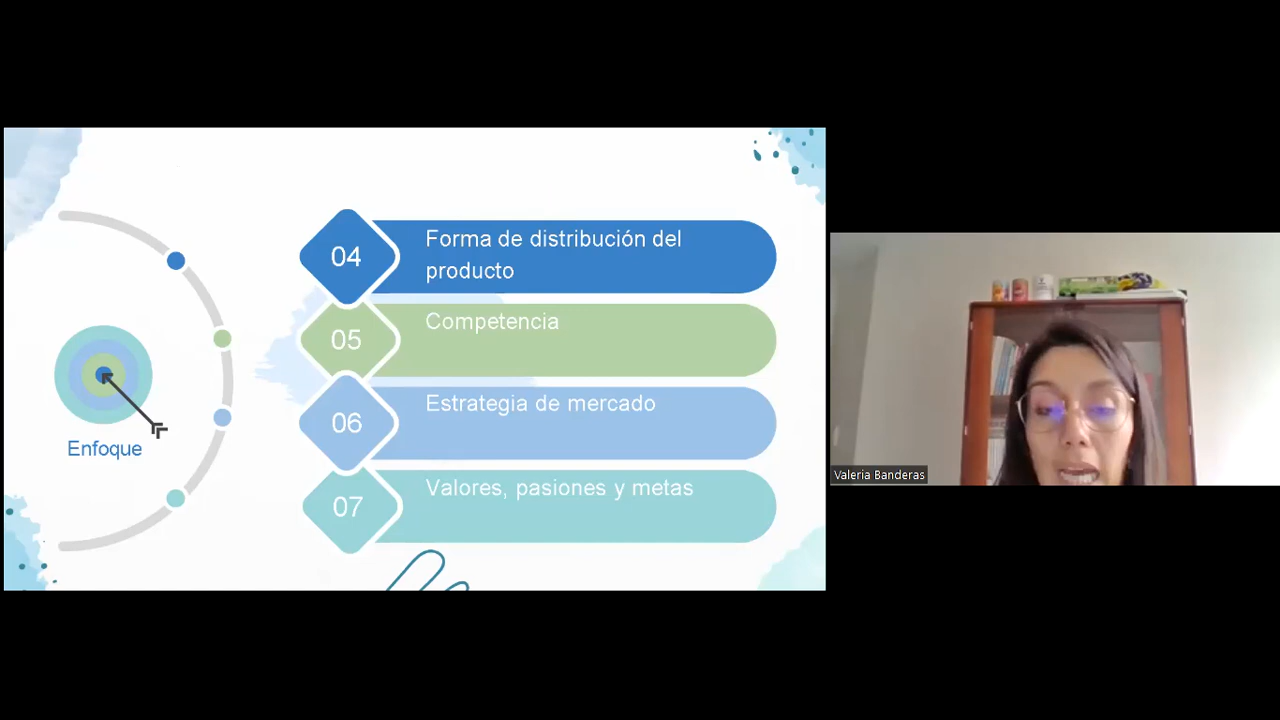 04
Forma de distribución del
producto
05
Competencia
06
Estrategia de mercado
07
Valores, pasiones y metas
Enfoque
Valeria Banderas